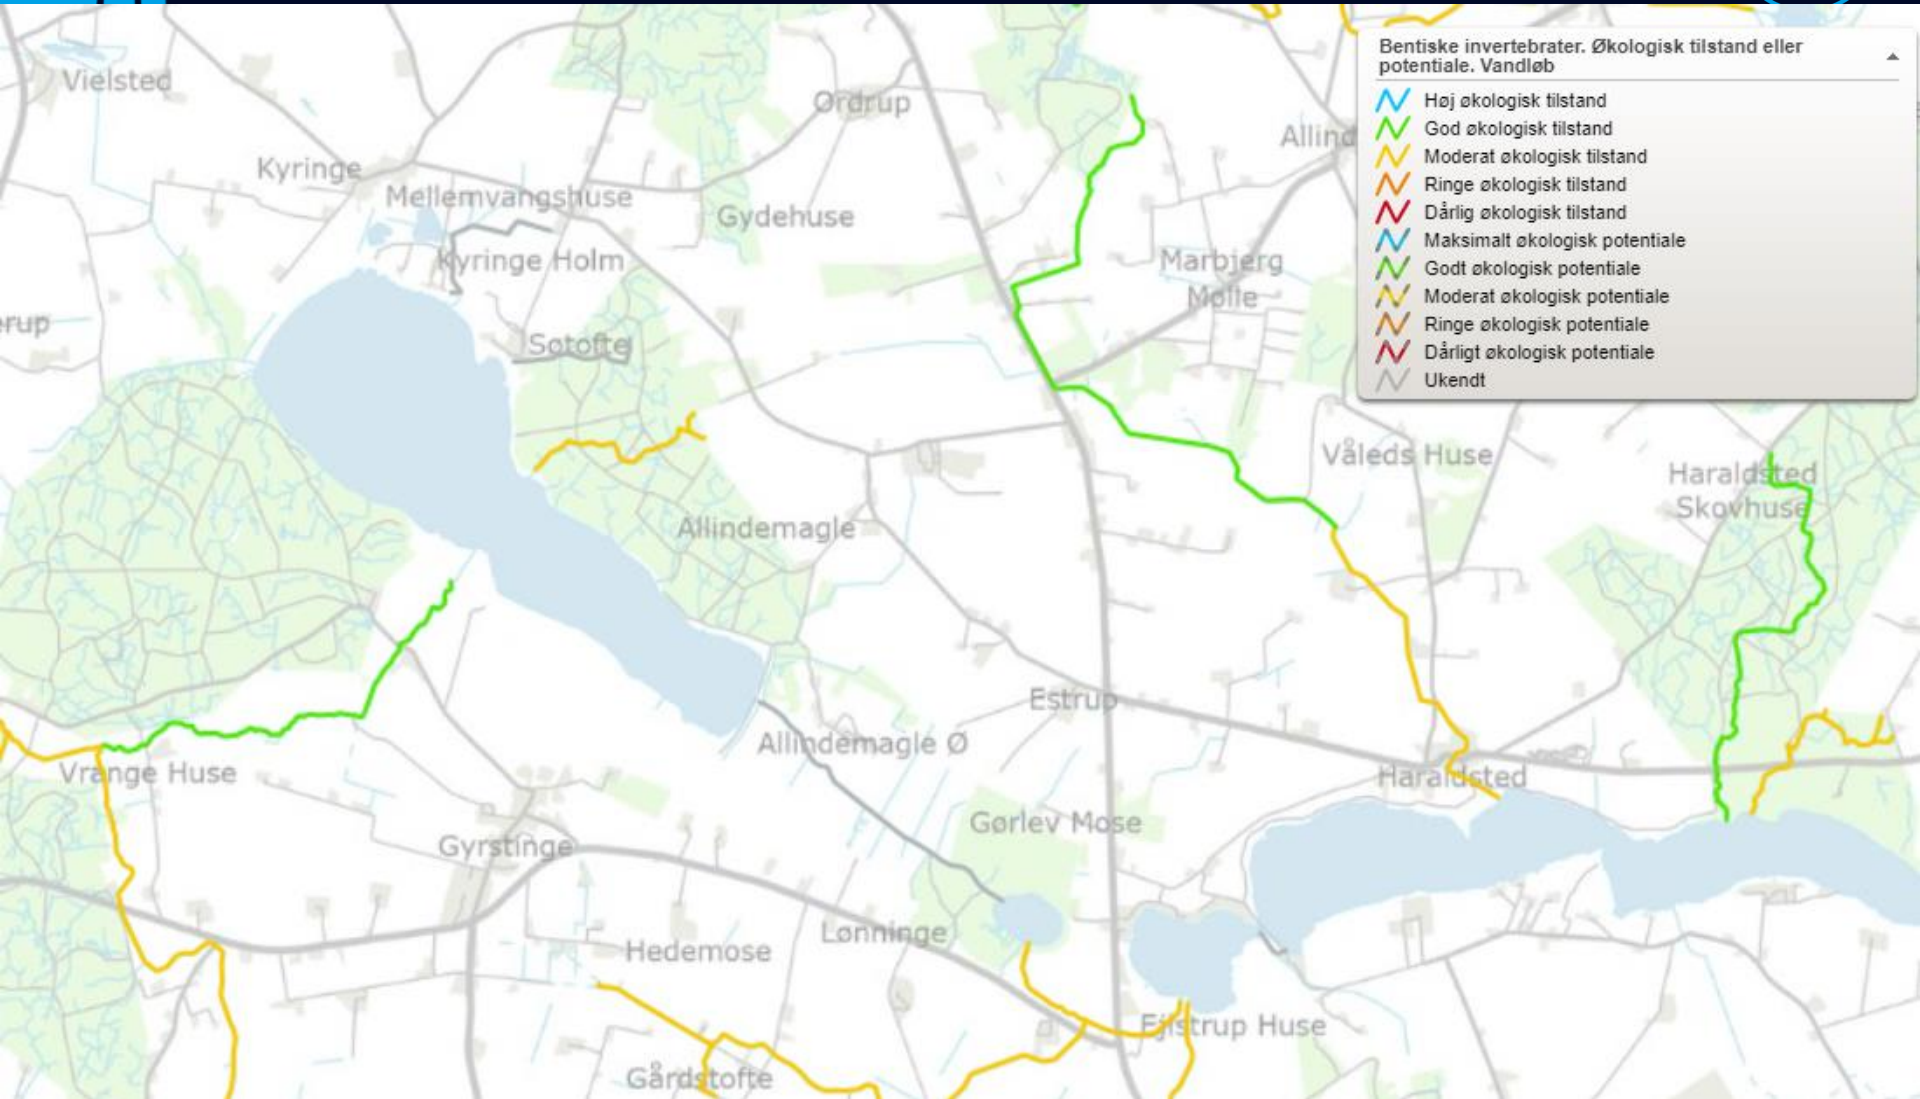 Bentiske invertebrater. Økologisk tilstand eller
potentiale. Vandløb
Høj økologisk tilstand
God økologisk tilstand
Moderat økologisk tilstand
Ringe økologisk tilstand
Dårlig økologisk tilstand
Maksimalt økologisk potentiale
Godt økologisk potentiale
Moderat økologisk potentiale
Ringe økologisk potentiale
Dårligt økologisk potentiale
Ukendt
Vielsted
Ordrup
Allind
Kyringe
Mellemvangshuse
Gydehuse
Kyringe Holm
Marbjerg
Mølle
erup
Sotofte
Våleds Huse
Haraldsted
Skovhuse
Allindemagle
Estrup
Allindemagle Ø
Vrange Huse
Haraldsted
Gørlev Mose
Gyrstinge
Lønninge
Hedemose
Ejlstrup Huse
Gårdstofte